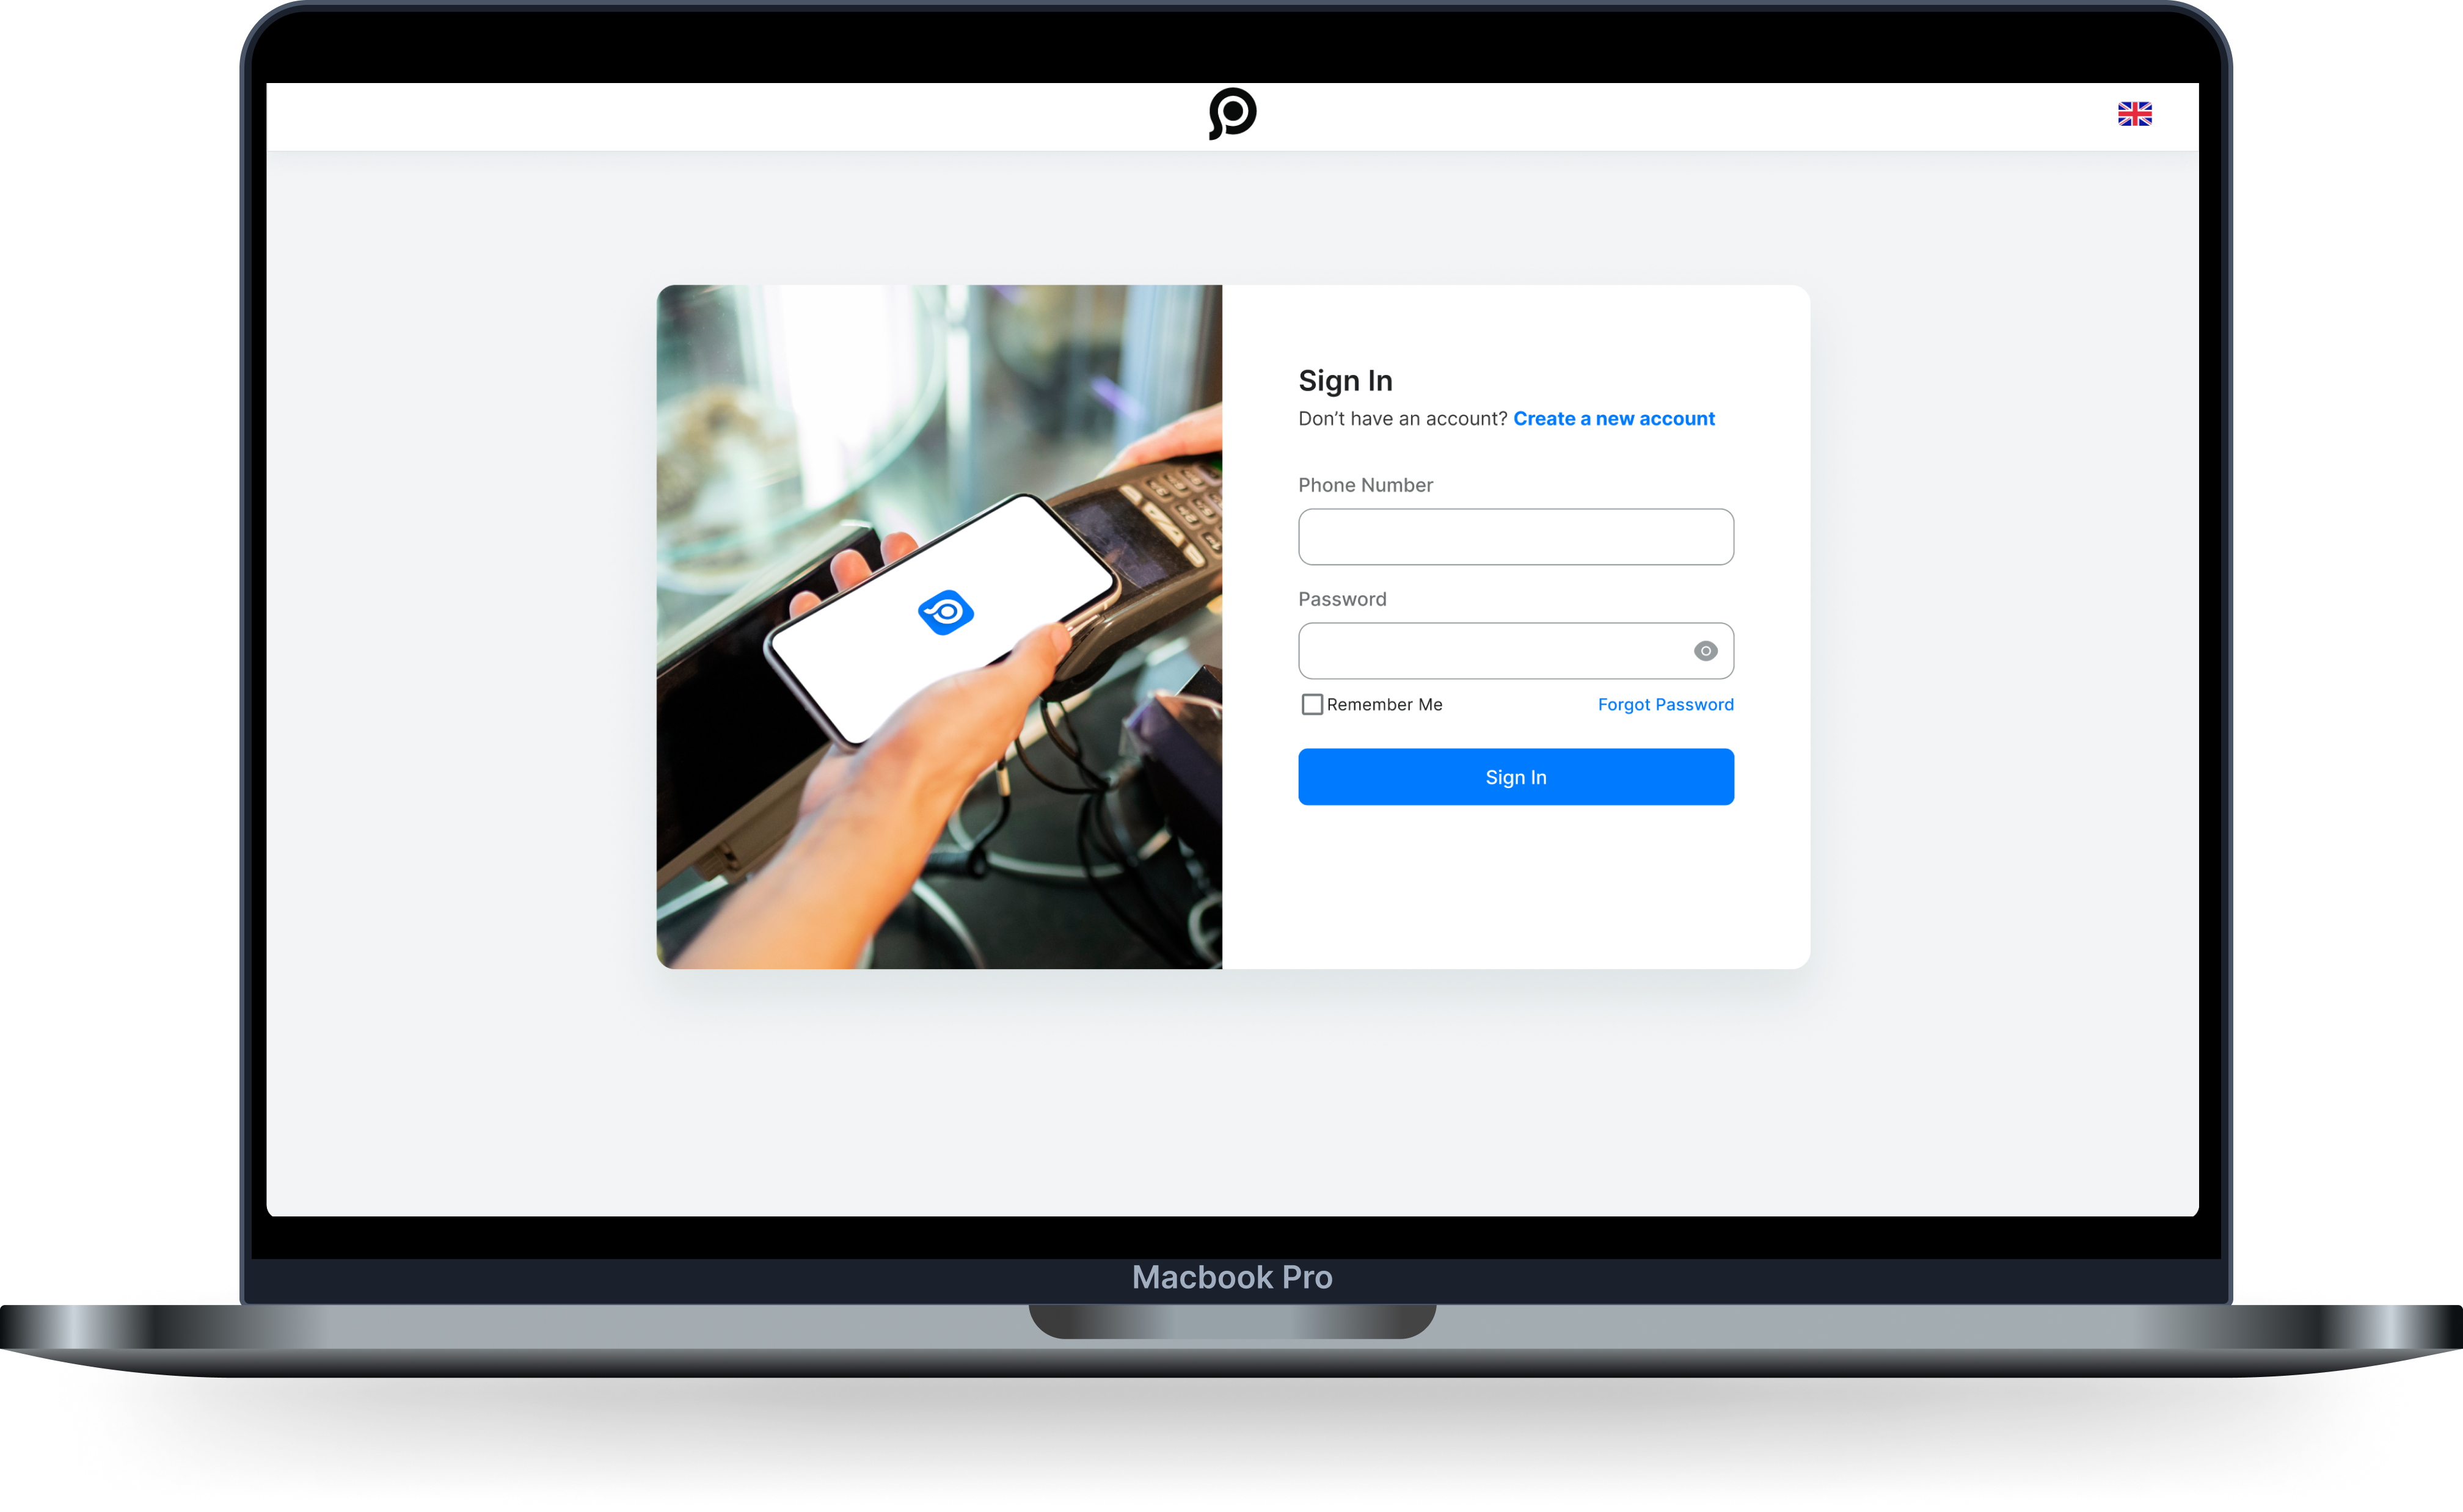 Sign In
Don’t have an account? Create a new account
Phone Number
Password
Remember Me Forgot Password
Sign In
Macbook Pro